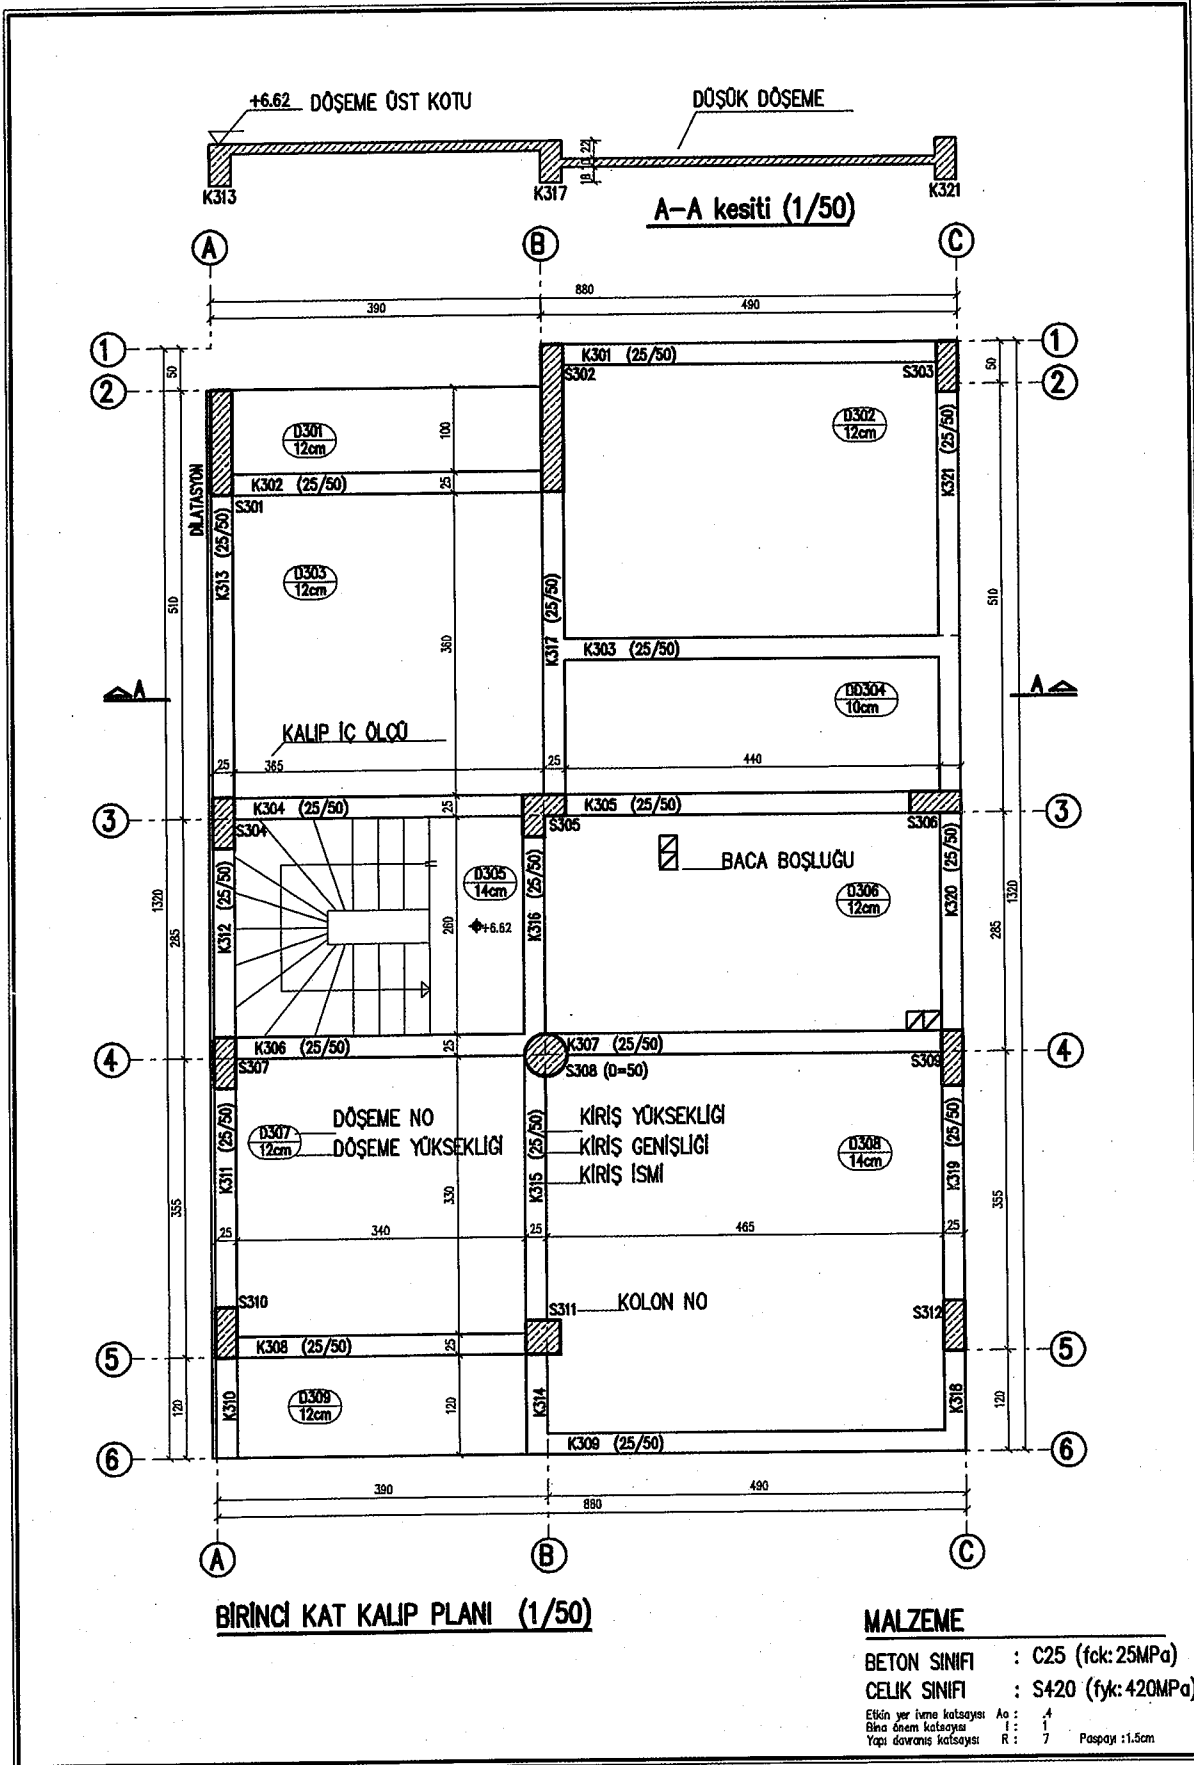 +6.62 DÖŞEME ÜST KOTU
DÜŞÜK DÖŞEME
22
18
K313
K317
K321
A-A kesiti (1/50)
A
B
C
880
390
490
1
1
2
2
50
50
K301 (25/50)
S302
S303
D301
12cm
100
D302
12cm
K302 (25/50)
25
S301
DİLATASYON
K313 (25/50)
K321 (25/50)
D303
12cm
510
510
360
K317 (25/50)
K303 (25/50)
A
A
DD304
10cm
KALIP İÇ ÖLÇÜ
25
365
25
440
K304 (25/50)
25
K305 (25/50)
3
3
S304
S305
S306
BACA BOŞLUĞU
D305
14cm
D306
12cm
1320
1320
285
285
K312 (25/50)
260
+6.62
K316 (25/50)
K320 (25/50)
K306 (25/50)
25
K307 (25/50)
4
4
S307
S308 (D=50)
S309
DÖŞEME NO
DÖŞEME YÜKSEKLİĞİ
D307
12cm
KİRİŞ YÜKSEKLİĞİ
KİRİŞ GENİŞLİĞİ
KİRİŞ İSMİ
D308
14cm
K311 (25/50)
K315 (25/50)
K319 (25/50)
355
355
330
25
340
25
465
25
S310
S311
KOLON NO
S312
K308 (25/50)
25
5
5
K310
D309
12cm
120
120
120
K314
K318
K309 (25/50)
6
6
390
490
880
A
B
C
BİRİNCİ KAT KALIP PLANI (1/50)
MALZEME
BETON SINIFI : C25 (fck:25MPa)
CELIK SINIFI : S420 (fyk:420MPa)
Etkin yer ivme katsayısı Ao : .4
Bina önem katsayısı I : 1
Yapı davranış katsayısı R : 7 Paspayı :1.5cm